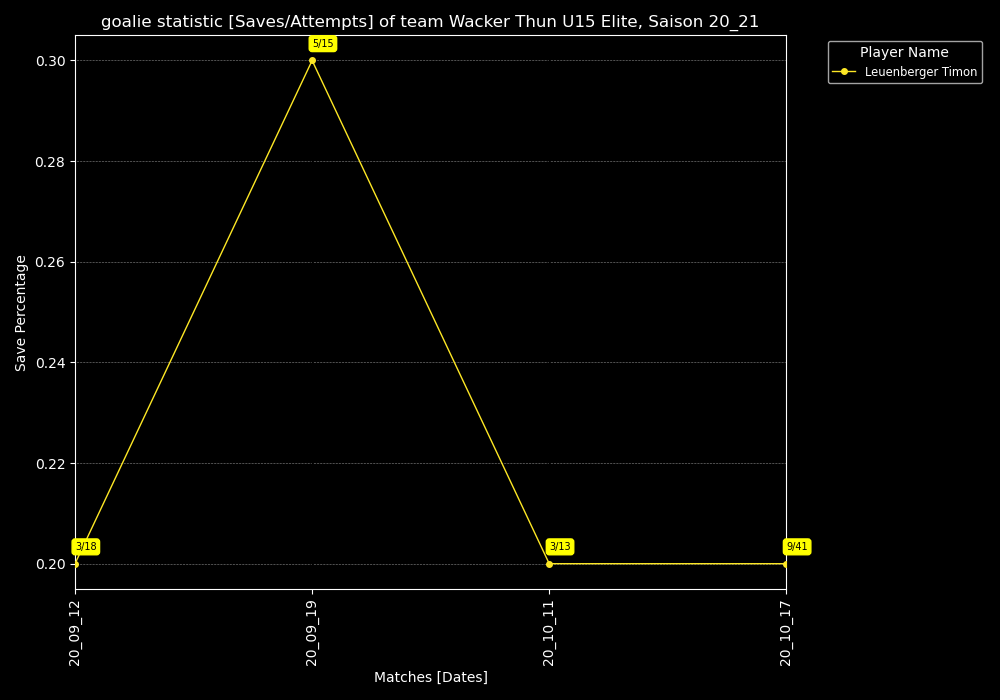 goalie statistic [Saves/Attempts] of team Wacker Thun U15 Elite, Saison 20_21
Player Name
Leuenberger Timon
5/15
3/18
3/13
9/41
0.30
0.28
0.26
0.24
0.22
0.20
Save Percentage
20_09_12
20_09_19
20_10_11
20_10_17
Matches [Dates]